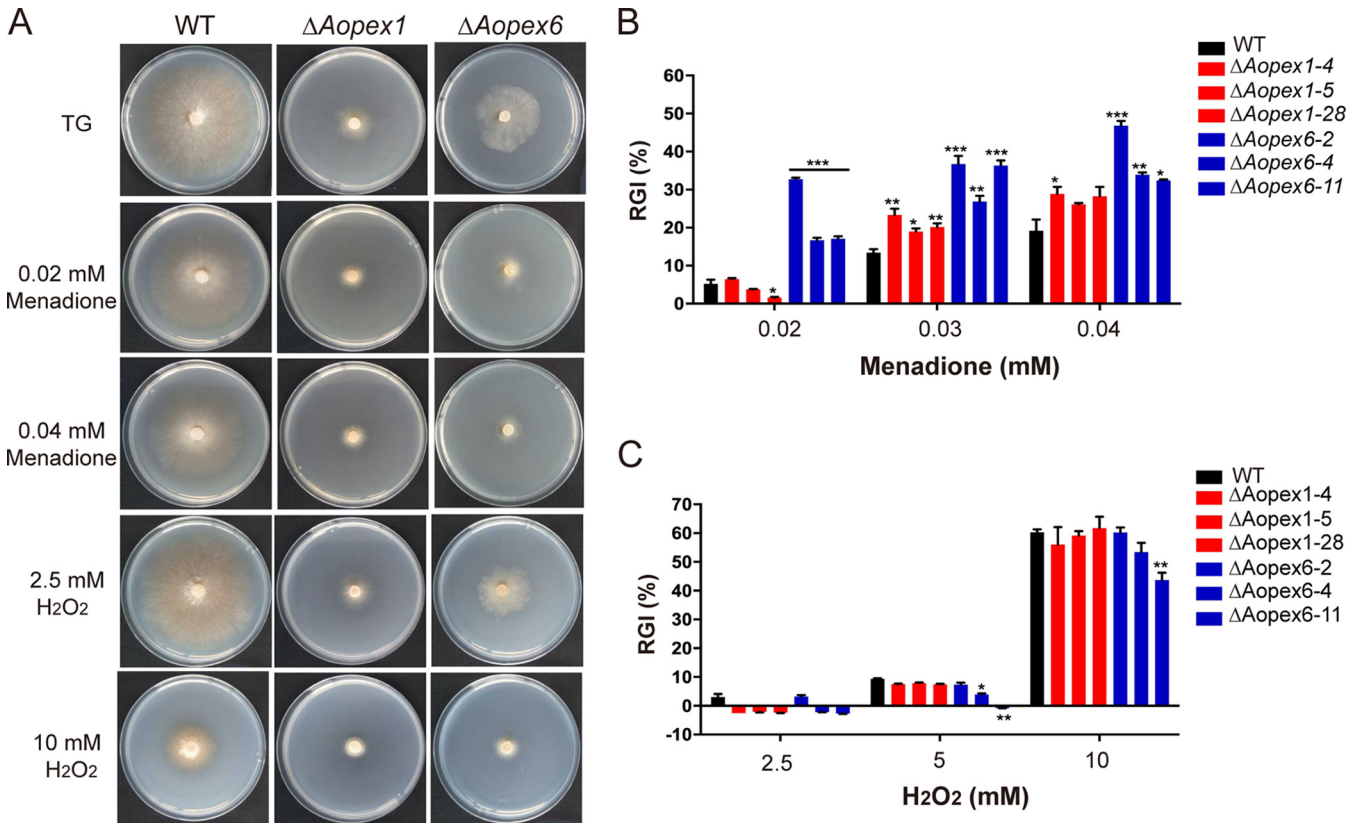 A
WT
ΔAopex1
ΔAopex6
TG
0.02 mM
Menadione
0.04 mM
Menadione
2.5 mM
H2O2
10 mM
H2O2
B
WT
ΔAopex1-4
ΔAopex1-5
ΔAopex1-28
ΔAopex6-2
ΔAopex6-4
ΔAopex6-11
RGI (%)
60
50
40
30
20
10
0
*
***
**
*
**
***
**
***
*
***
**
*
0.02
0.03
0.04
Menadione (mM)
C
WT
ΔAopex1-4
ΔAopex1-5
ΔAopex1-28
ΔAopex6-2
ΔAopex6-4
ΔAopex6-11
RGI (%)
70
60
50
40
30
20
10
0
-10
*
**
**
2.5
5
10
H2O2 (mM)